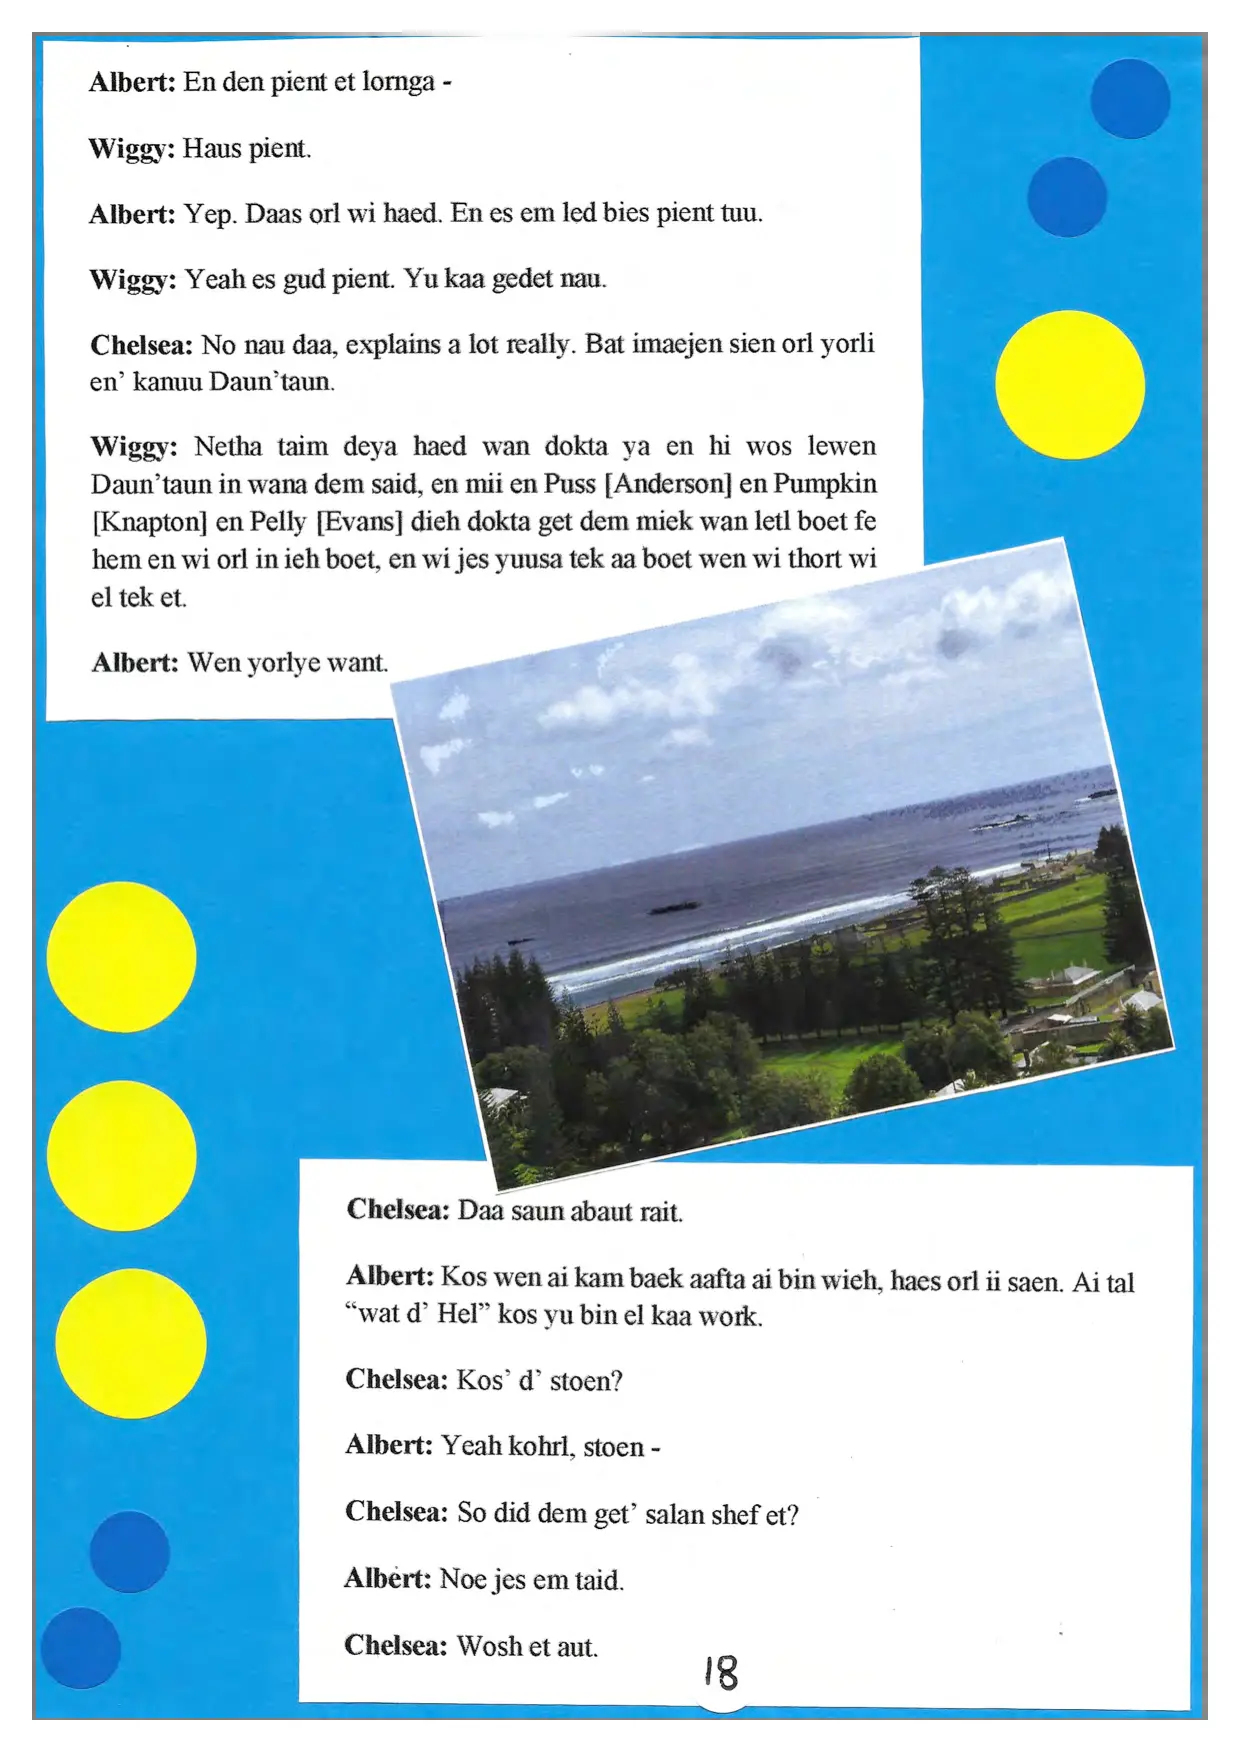 Albert: En den pient et lornga -
Wiggy: Haus pient.
Albert: Yep. Daas orl wi haed. En es em led bies pient tuu.
Wiggy: Yeah es gud pient. Yu kaa gedet nau.
Chelsea: No nau daa, explains a lot really. Bat imaejen sien orl yorli
en’ kanuu Daun’taun.
Wiggy: Netha taim deya haed wan dokta ya en hi wos lewen
Daun’taun in wana dem said, en mii en Puss [Anderson] en Pumpkin
[Knapton] en Pelly [Evans] dieh dokta get dem miek wan letl boet fe
hem en wi orl in ieh boet, en wi jes yuusa tek aa boet wen wi thort wi
el tek et.
Albert: Wen yorlye want.
Chelsea: Daa saun abaut rait.
Albert: Kos wen ai kam baek aafta ai bin wieh, haes orl ii saen. Ai tal
“wat d’ Hel” kos yu bin el kaa work.
Chelsea: Kos’ d’ stoen?
Albert: Yeah kohrl, stoen -
Chelsea: So did dem get’ salan shef et?
Albert: Noe jes em taid.
Chelsea: Wosh et aut.
18